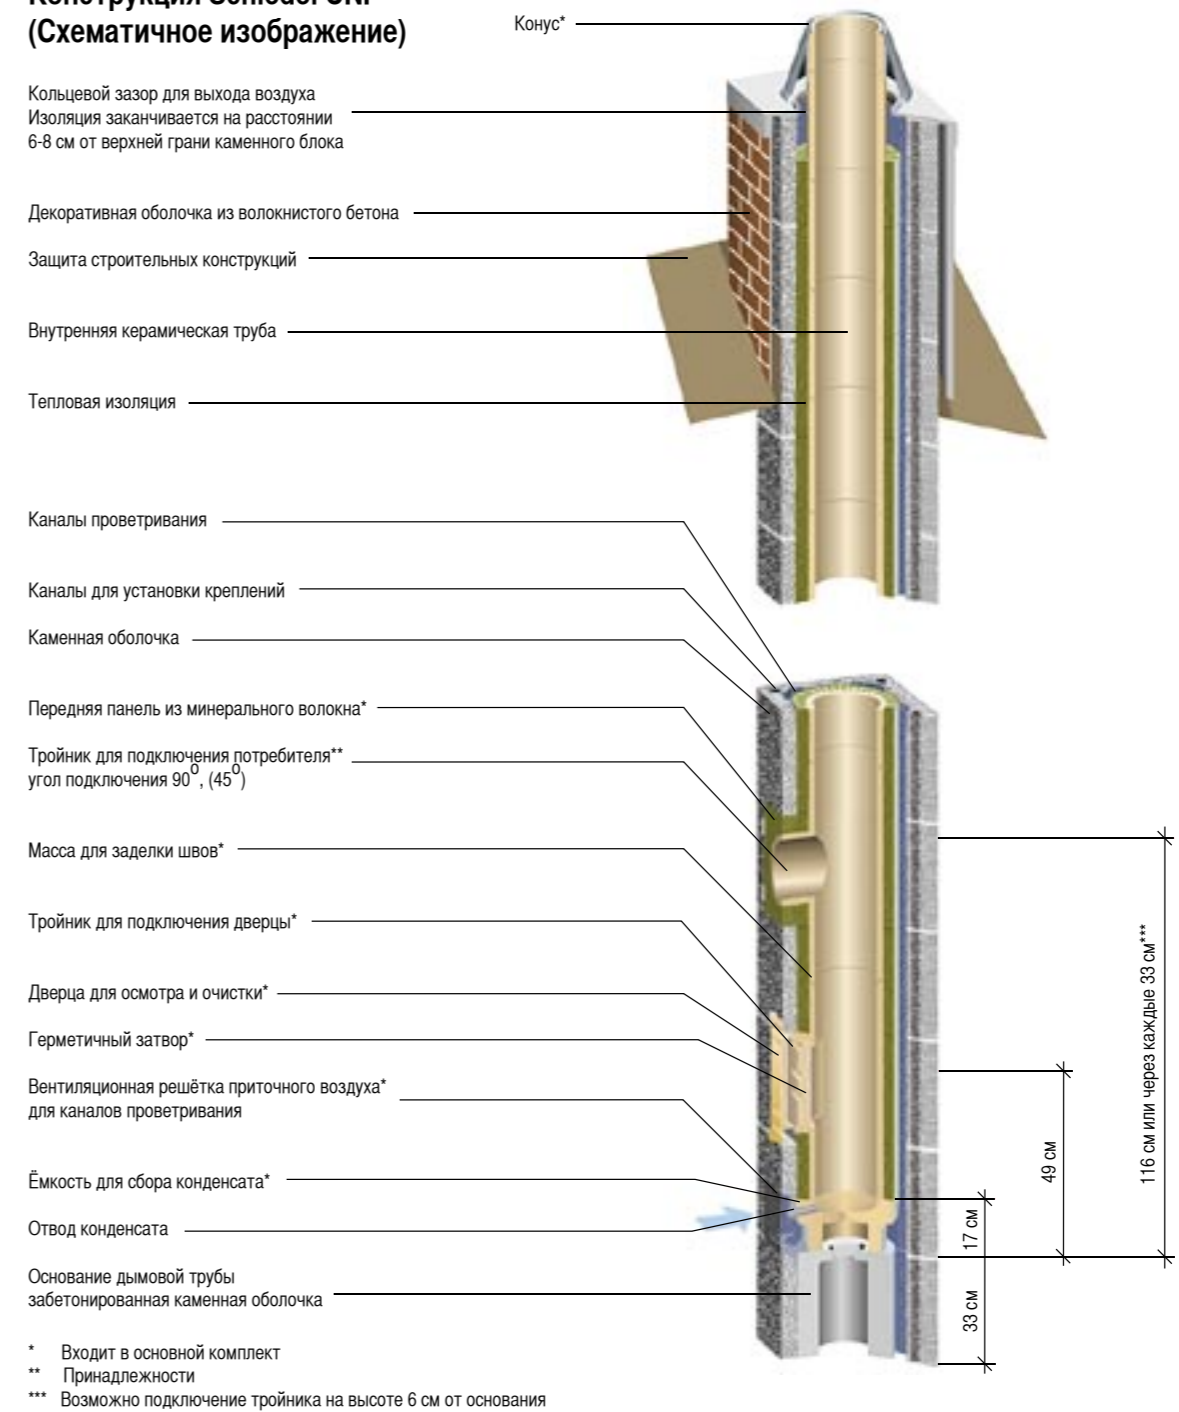 (Схематичное изображение)
Конус*
Кольцевой зазор для выхода воздуха
Изоляция заканчивается на расстоянии
6-8 см от верхней грани каменного блока
Декоративная оболочка из волокнистого бетона
Защита строительных конструкций
Внутренняя керамическая труба
Тепловая изоляция
Каналы проветривания
Каналы для установки креплений
Каменная оболочка
Передняя панель из минерального волокна*
Тройник для подключения потребителя**
угол подключения 90⁰, (45⁰)
Масса для заделки швов*
Тройник для подключения дверцы*
Дверца для осмотра и очистки*
Герметичный затвор*
Вентиляционная решётка приточного воздуха*
для каналов проветривания
Ёмкость для сбора конденсата*
Отвод конденсата
Основание дымовой трубы
забетонированная каменная оболочка
33 см
17 см
49 см
116 см или через каждые 33 см***
* Входит в основной комплект
** Принадлежности
*** Возможно подключение тройника на высоте 6 см от основания